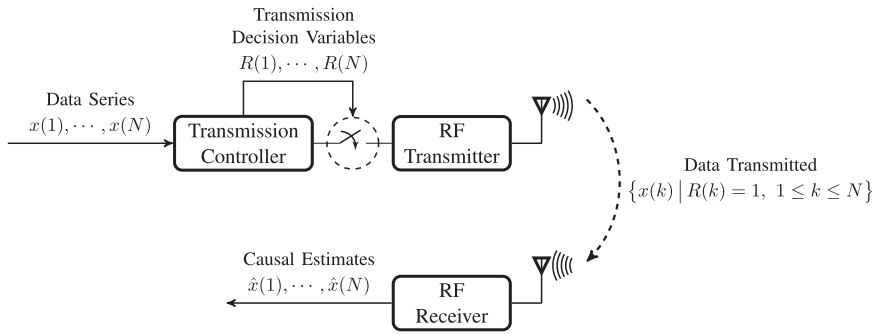 Transmission
Decision Variables
R(1), ⋯ , R(N)
Data Series
x(1), ⋯ , x(N)
Transmission
Controller
RF
Transmitter
Data Transmitted
{x(k) | R(k) = 1, 1 ≤ k ≤ N}
Causal Estimates
x̂(1), ⋯ , x̂(N)
RF
Receiver